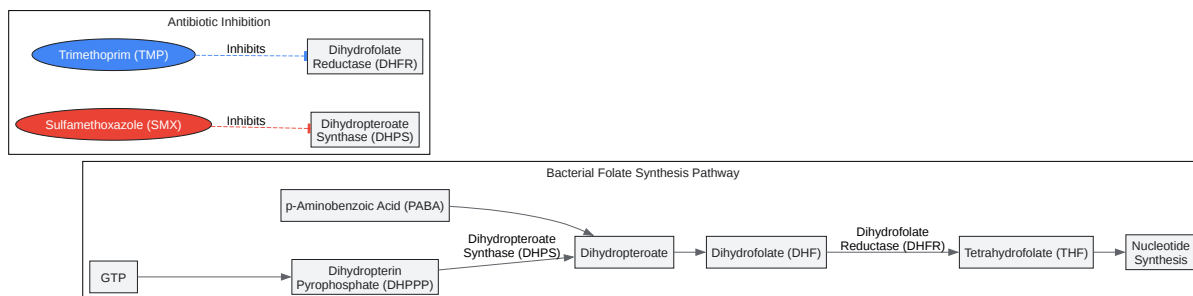 Antibiotic Inhibition
Trimethoprim (TMP)
Inhibits
Dihydrofolate
Reductase (DHFR)
Sulfamethoxazole (SMX)
Inhibits
Dihydropteroate
Synthase (DHPS)
Bacterial Folate Synthesis Pathway
p-Aminobenzoic Acid (PABA)
GTP
Dihydropterin
Pyrophosphate (DHPPP)
Dihydropteroate
Synthase (DHPS)
Dihydropteroate
Dihydrofolate (DHF)
Dihydrofolate
Reductase (DHFR)
Tetrahydrofolate (THF)
Nucleotide
Synthesis